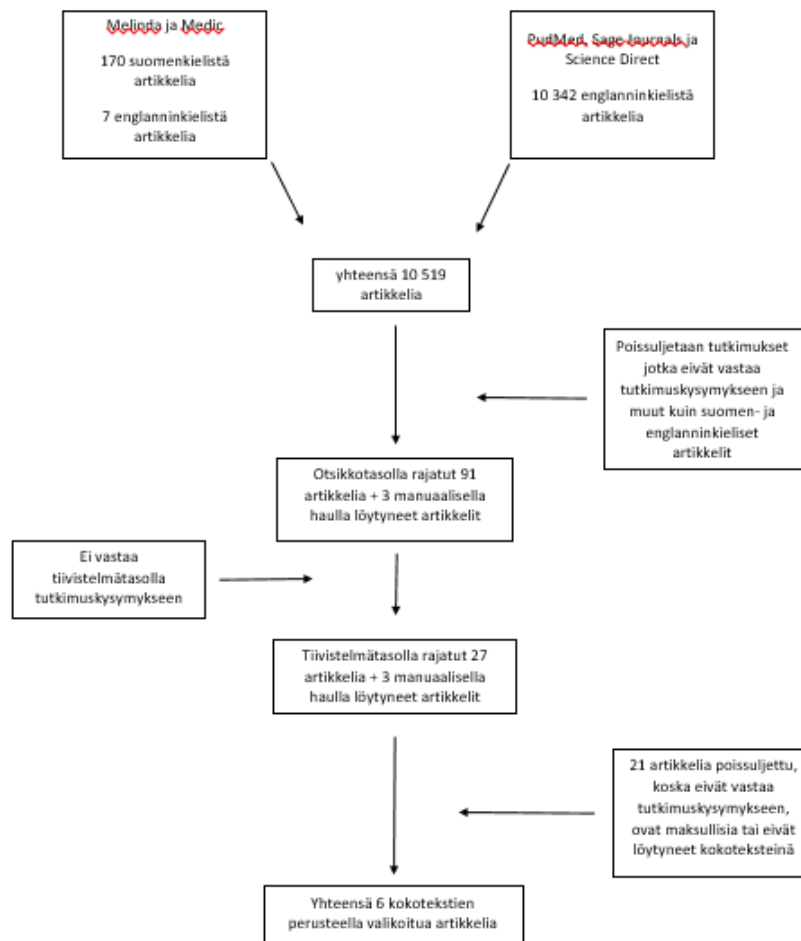 Melinda ja Medic
170 suomenkielistä
artikkelia
7 englanninkielistä
artikkelia
PudMed, Sage Journals ja
Science Direct
10 342 englanninkielistä
artikkelia
yhteensä 10 519
artikkelia
Poissuljetaan tutkimukset
jotka eivät vastaa
tutkimuskysymykseen ja
muut kuin suomen- ja
englanninkieliset
artikkelit
Otsikkotasolla rajatut 91
artikkelia + 3 manuaalisella
haulla löytyneet artikkelit
Ei vastaa
tiivistelmätasolla
tutkimuskysymykseen
Tiivistelmätasolla rajatut 27
artikkelia + 3 manuaalisella
haulla löytyneet artikkelit
21 artikkelia poissuljettu,
koska eivät vastaa
tutkimuskysymykseen,
ovat maksullisia tai eivät
löytyneet kokoteksteinä
Yhteensä 6 kokotekstien
perusteella valikoitua artikkelia